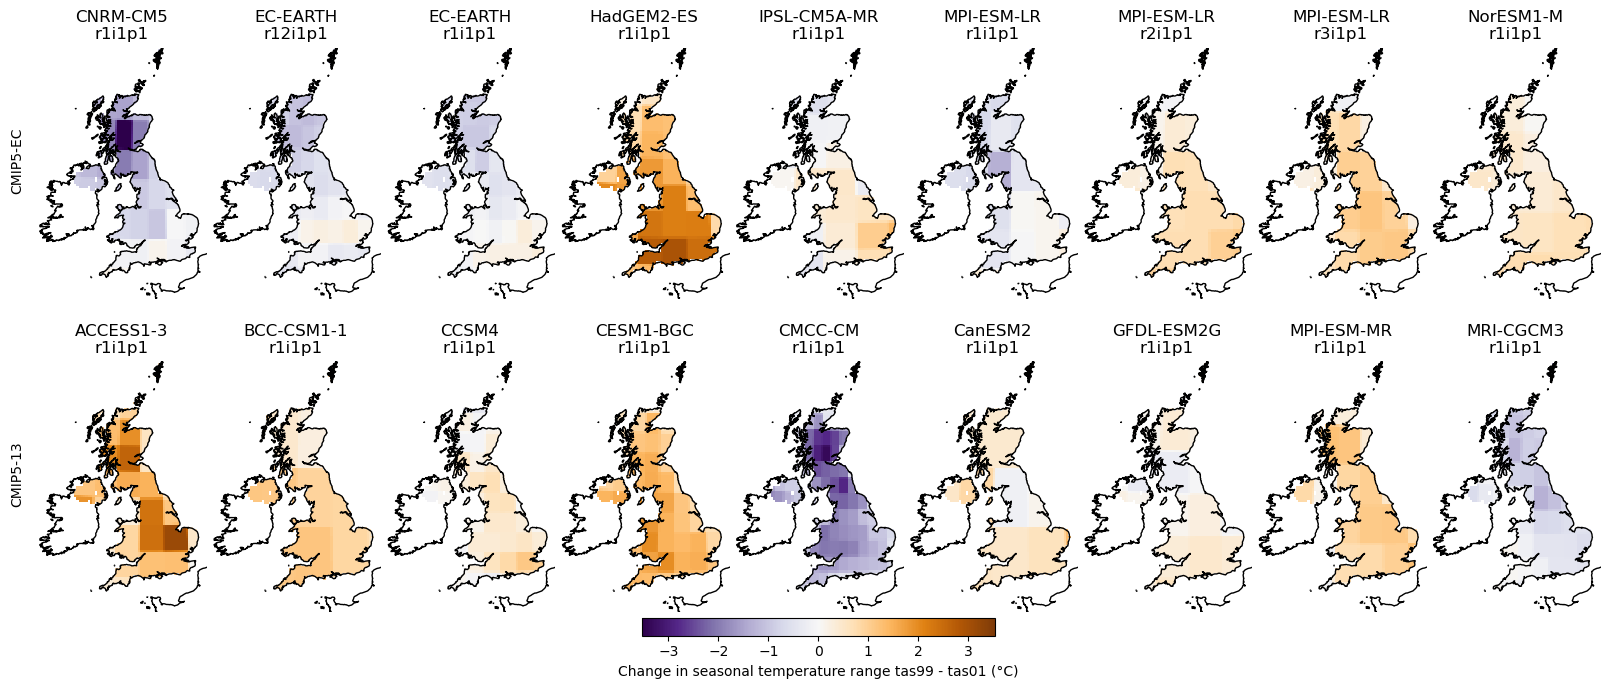 CNRM-CM5
r1i1p1
EC-EARTH
r12i1p1
EC-EARTH
r1i1p1
HadGEM2-ES
r1i1p1
IPSL-CM5A-MR
r1i1p1
MPI-ESM-LR
r1i1p1
MPI-ESM-LR
r2i1p1
MPI-ESM-LR
r3i1p1
NorESM1-M
r1i1p1
CMIP5-EC
ACCESS1-3
r1i1p1
BCC-CSM1-1
r1i1p1
CCSM4
r1i1p1
CESM1-BGC
r1i1p1
CMCC-CM
r1i1p1
CanESM2
r1i1p1
GFDL-ESM2G
r1i1p1
MPI-ESM-MR
r1i1p1
MRI-CGCM3
r1i1p1
CMIP5-13
−3 −2 −1 0 1 2 3
Change in seasonal temperature range tas99 - tas01 (°C)